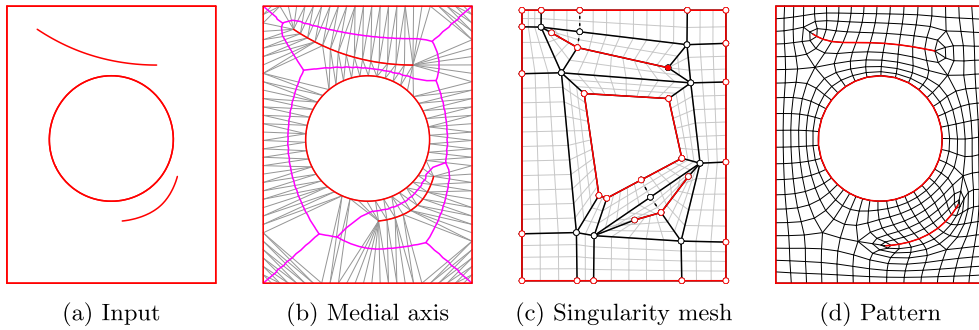 (a) Input
(b) Medial axis
(c) Singularity mesh
(d) Pattern